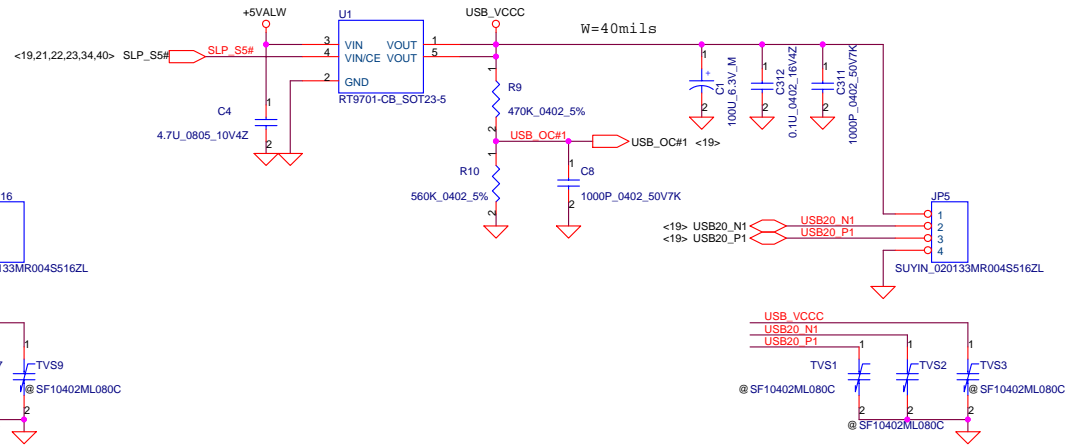 +5VALW
U1
USB_VCCC
W=40mils
<19,21,22,23,34,40> SLP_S5#
SLP_S5#
3 VIN VOUT 1
4 VIN/CE VOUT 5
2 GND
RT9701-CB_SOT23-5
1
C4
4.7U_0805_10V4Z
2
1
R9
470K_0402_5%
2
USB_OC#1
USB_OC#1 <19>
1
R10
560K_0402_5%
2
1
C8
1000P_0402_50V7K
2
1
+
C1
100U_6.3V_M
2
1
C312
0.1U_0402_16V4Z
2
1
C311
1000P_0402_50V7K
2
16
133MR004S516ZL
JP5
1
2
3
4
<19> USB20_N1
USB20_N1
<19> USB20_P1
USB20_P1
SUYIN_020133MR004S516ZL
USB_VCCC
USB20_N1
USB20_P1
1
TVS9
@ SF10402ML080C
2
1
TVS1
@ SF10402ML080C
2
1
TVS2
@ SF10402ML080C
2
1
TVS3
@ SF10402ML080C
2